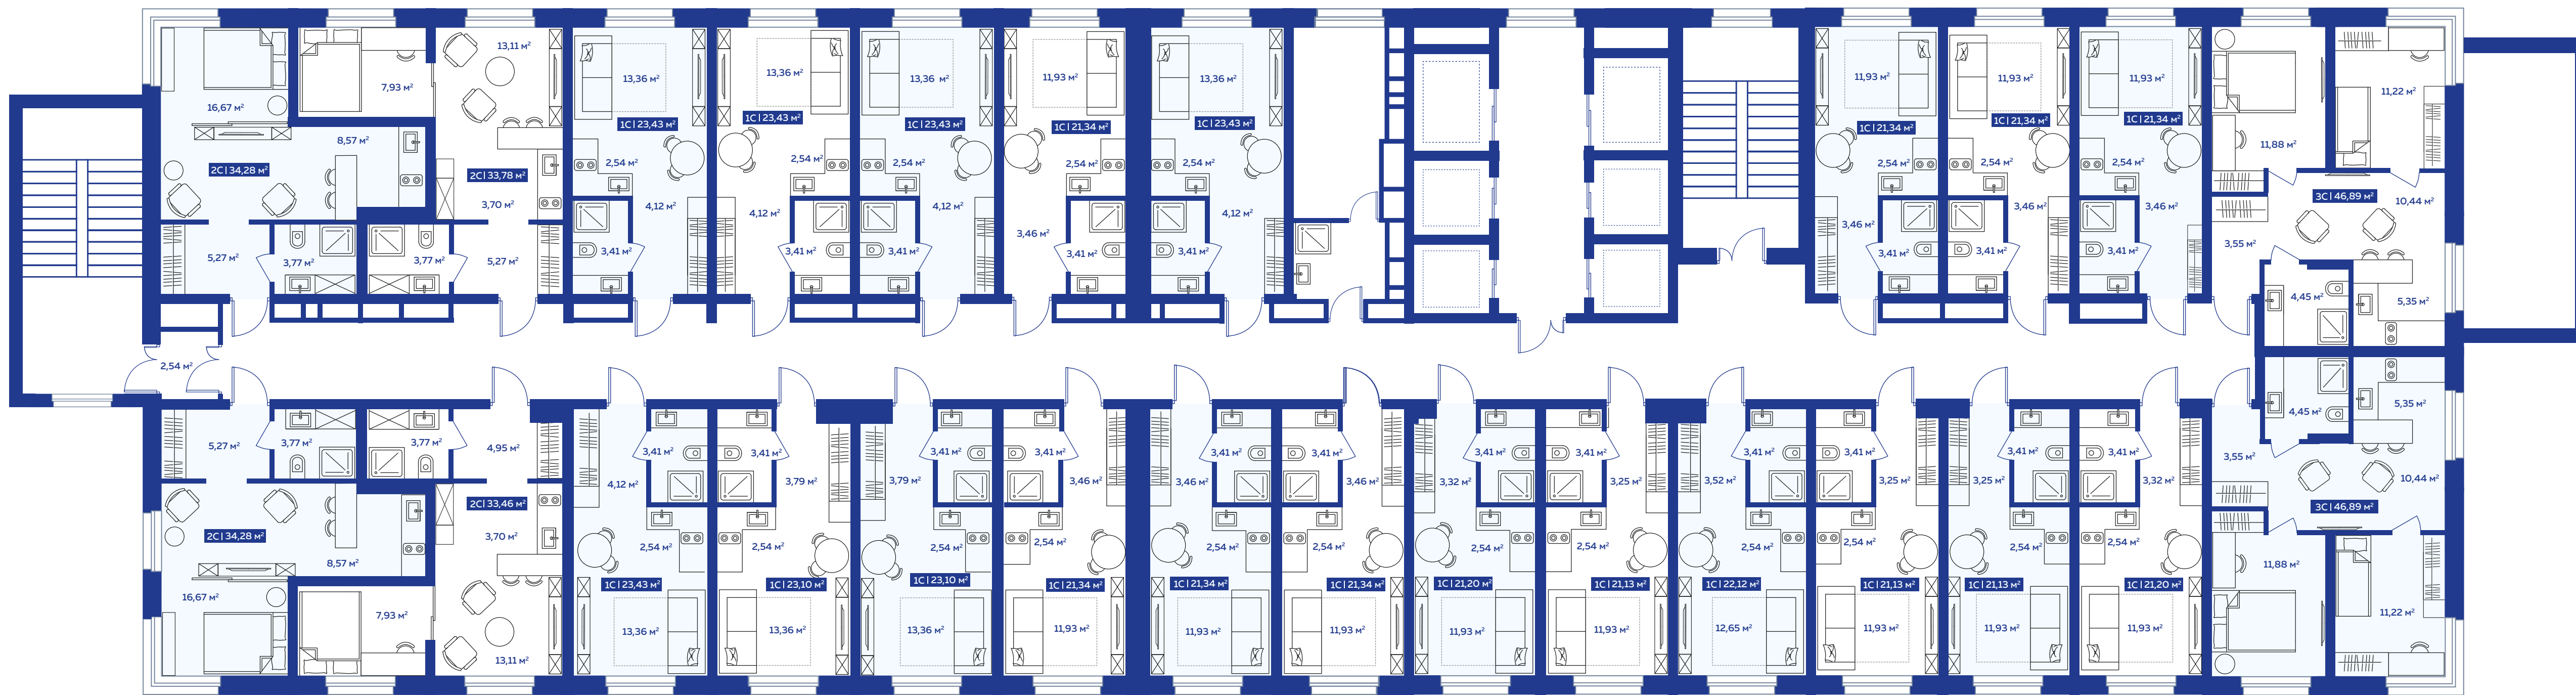 16,67 м²
2С | 34,28 м²
8,57 м²
5,27 м²
3,77 м²
7,93 м²
13,11 м²
2С | 33,78 м²
3,70 м²
3,77 м²
5,27 м²
13,36 м²
1С | 23,43 м²
2,54 м²
4,12 м²
3,41 м²
13,36 м²
1С | 23,43 м²
2,54 м²
4,12 м²
3,41 м²
13,36 м²
1С | 23,43 м²
2,54 м²
4,12 м²
3,41 м²
11,93 м²
1С | 21,34 м²
2,54 м²
3,46 м²
3,41 м²
13,36 м²
1С | 23,43 м²
2,54 м²
4,12 м²
3,41 м²
11,93 м²
1С | 21,34 м²
2,54 м²
3,46 м²
3,41 м²
11,93 м²
1С | 21,34 м²
2,54 м²
3,46 м²
3,41 м²
11,93 м²
1С | 21,34 м²
2,54 м²
3,46 м²
3,41 м²
11,88 м²
11,22 м²
3С | 46,89 м²
10,44 м²
3,55 м²
4,45 м²
5,35 м²
2,54 м²
5,27 м²
3,77 м²
2С | 34,28 м²
8,57 м²
16,67 м²
3,77 м²
4,95 м²
2С | 33,46 м²
3,70 м²
7,93 м²
13,11 м²
3,41 м²
4,12 м²
2,54 м²
1С | 23,43 м²
13,36 м²
3,41 м²
3,79 м²
2,54 м²
1С | 23,10 м²
13,36 м²
3,41 м²
3,79 м²
2,54 м²
1С | 23,10 м²
13,36 м²
3,41 м²
3,46 м²
2,54 м²
1С | 21,34 м²
11,93 м²
3,41 м²
3,46 м²
2,54 м²
1С | 21,34 м²
11,93 м²
3,41 м²
3,46 м²
2,54 м²
1С | 21,34 м²
11,93 м²
3,41 м²
3,32 м²
2,54 м²
1С | 21,20 м²
11,93 м²
3,41 м²
3,25 м²
2,54 м²
1С | 21,13 м²
11,93 м²
3,41 м²
3,52 м²
2,54 м²
1С | 22,12 м²
12,65 м²
3,41 м²
3,25 м²
2,54 м²
1С | 21,13 м²
11,93 м²
3,41 м²
3,25 м²
2,54 м²
1С | 21,13 м²
11,93 м²
3,41 м²
3,32 м²
2,54 м²
1С | 21,20 м²
11,93 м²
4,45 м²
5,35 м²
3,55 м²
10,44 м²
3С | 46,89 м²
11,88 м²
11,22 м²